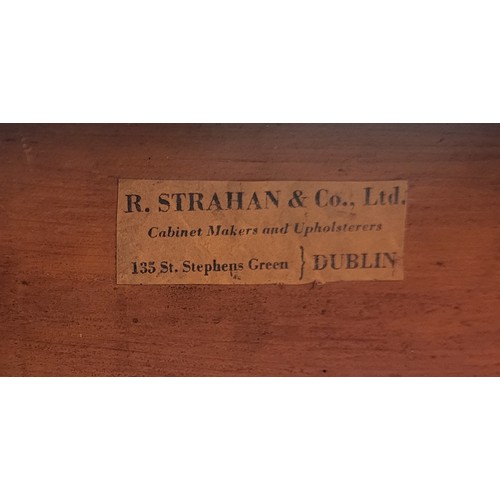 R. STRAHAN & Co., Ltd.
Cabinet Makers and Upholsterers
135 St. Stephens Green } DUBLIN